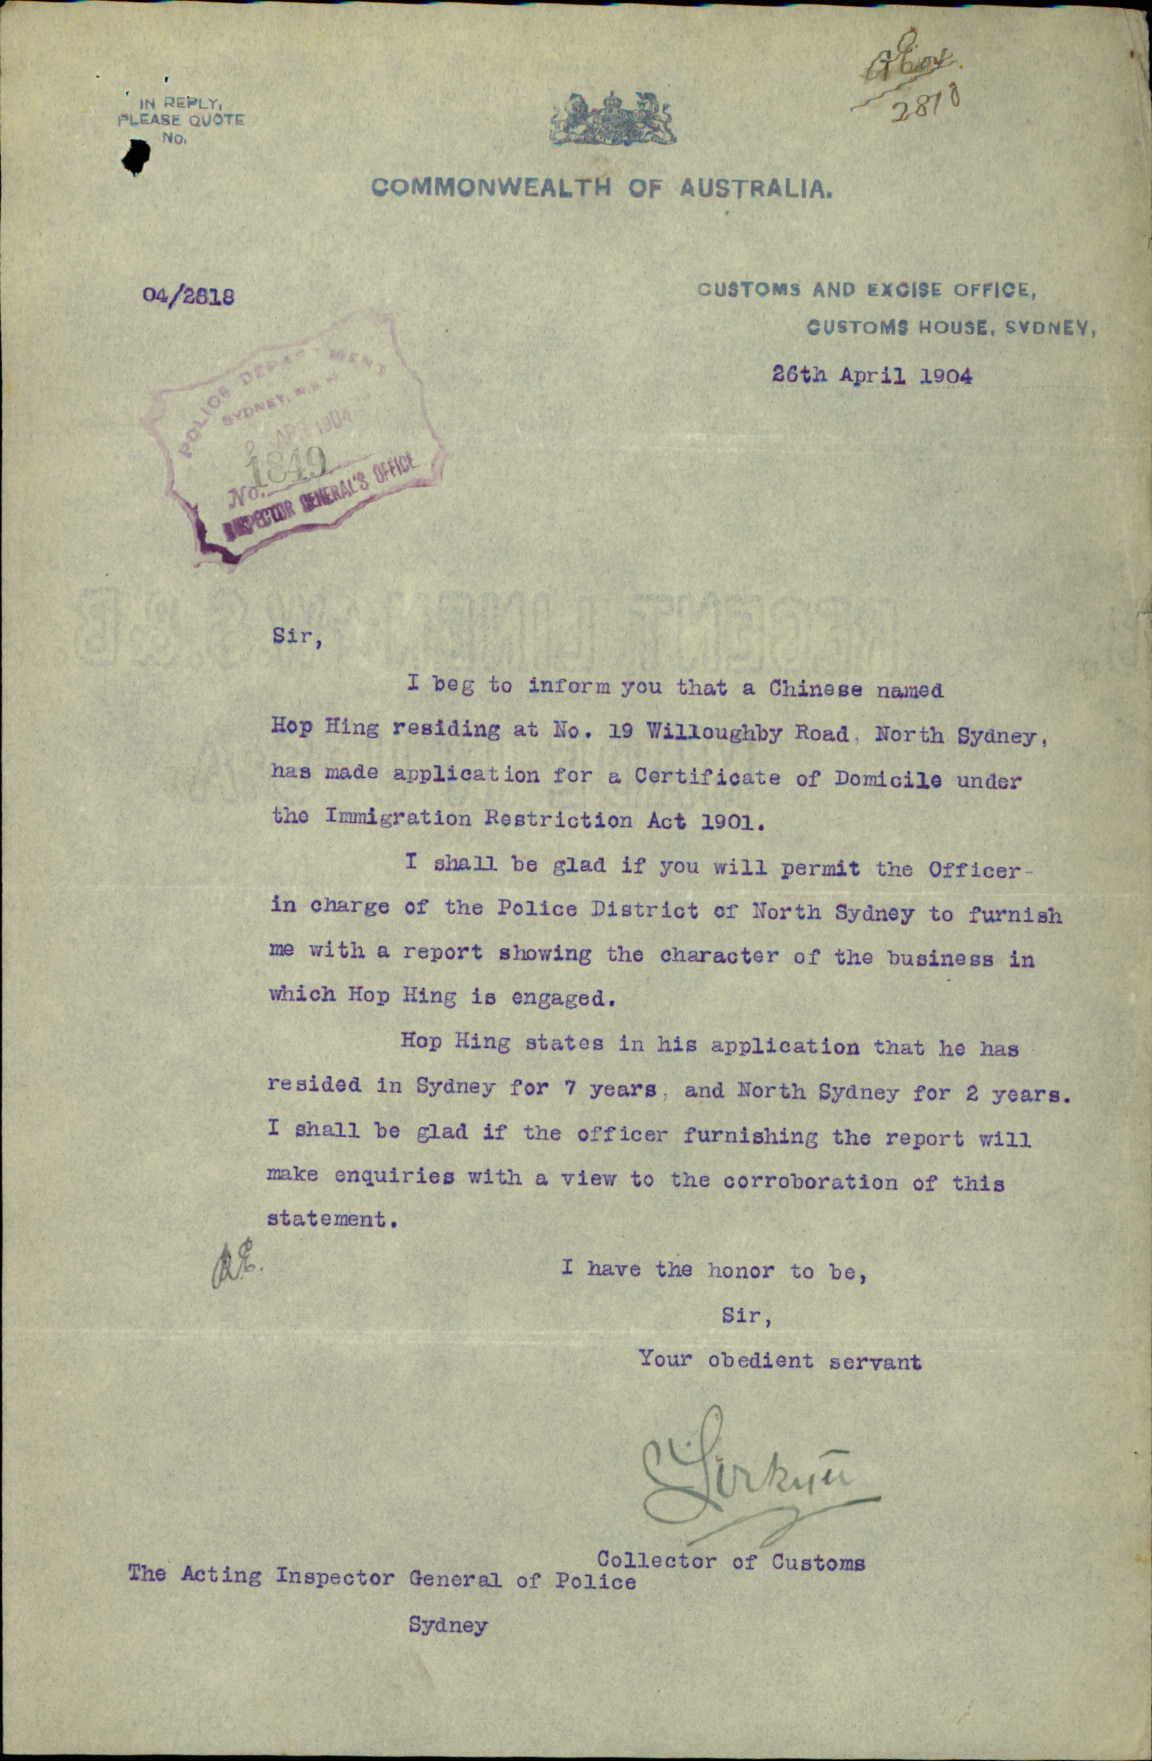 2818
IN REPLY,
PLEASE QUOTE
No.
COMMONWEALTH OF AUSTRALIA.
04/2818
CUSTOMS AND EXCISE OFFICE,
CUSTOMS HOUSE, SYDNEY,
26th April 1904
POLICE DEPARTMENT
SYDNEY, N.S.W.
APR 1904
No. 1849
INSPECTOR GENERAL'S OFFICE
Sir,
I beg to inform you that a Chinese named
Hop Hing residing at No. 19 Willoughby Road, North Sydney,
has made application for a Certificate of Domicile under
the Immigration Restriction Act 1901.
I shall be glad if you will permit the Officer-
in charge of the Police District of North Sydney to furnish
me with a report showing the character of the business in
which Hop Hing is engaged.
Hop Hing states in his application that he has
resided in Sydney for 7 years, and North Sydney for 2 years.
I shall be glad if the officer furnishing the report will
make enquiries with a view to the corroboration of this
statement.
I have the honor to be,
Sir,
Your obedient servant
Collector of Customs
The Acting Inspector General of Police
Sydney